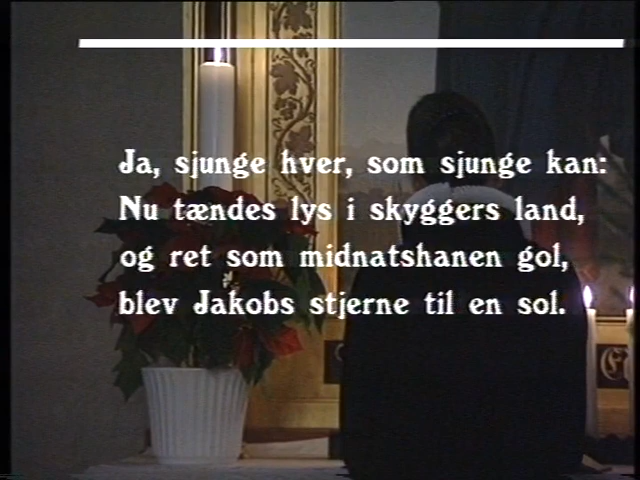 Ja, sjunge hver, som sjunge kan:
Nu tændes lys i skyggers land,
og ret som midnatshanen gol,
blev Jakobs stjerne til en sol.